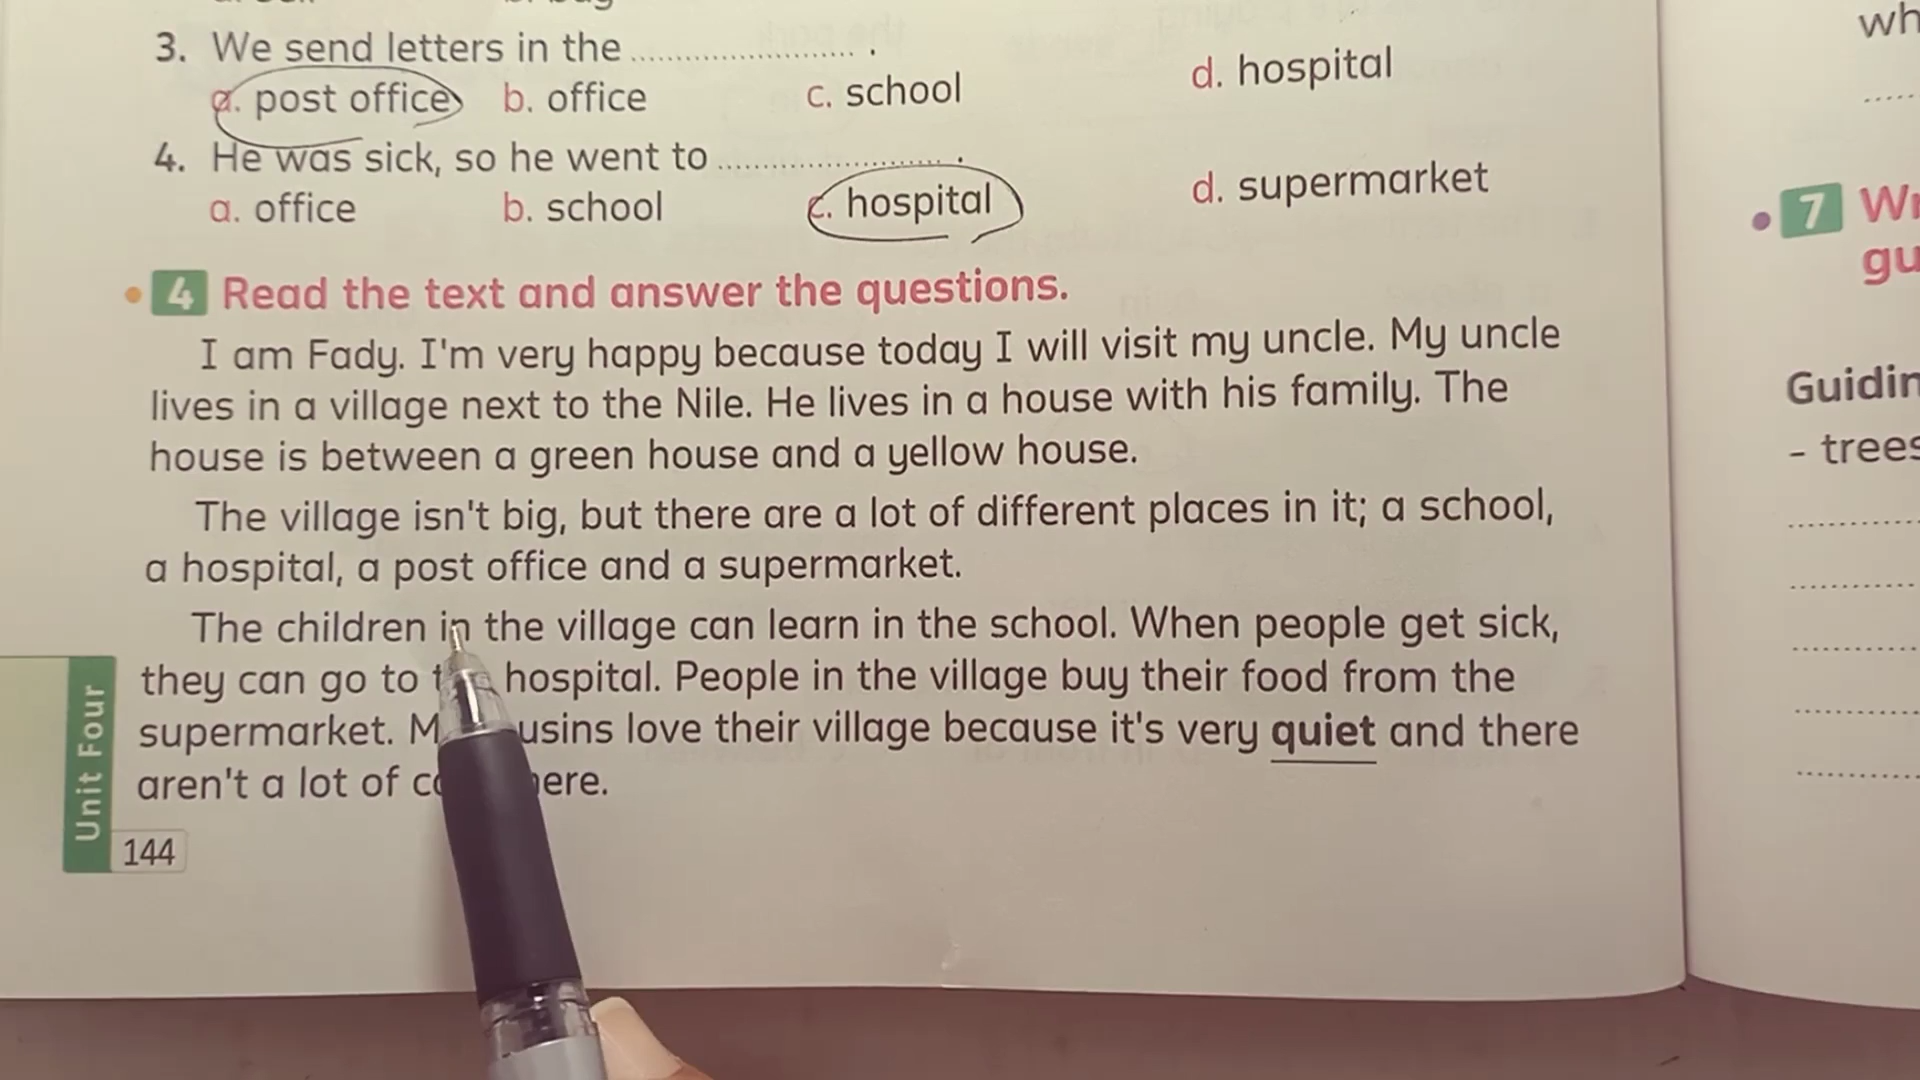 3. We send letters in the .................... .
a. post office b. office c. school d. hospital
4. He was sick, so he went to .................... .
a. office b. school c. hospital d. supermarket
4 Read the text and answer the questions.
I am Fady. I'm very happy because today I will visit my uncle. My uncle
lives in a village next to the Nile. He lives in a house with his family. The
house is between a green house and a yellow house.
The village isn't big, but there are a lot of different places in it; a school,
a hospital, a post office and a supermarket.
The children in the village can learn in the school. When people get sick,
they can go to hospital. People in the village buy their food from the
supermarket. love their village because it's very quiet and there
aren't a lot of
Unit Four
144
7
Guidin
- trees